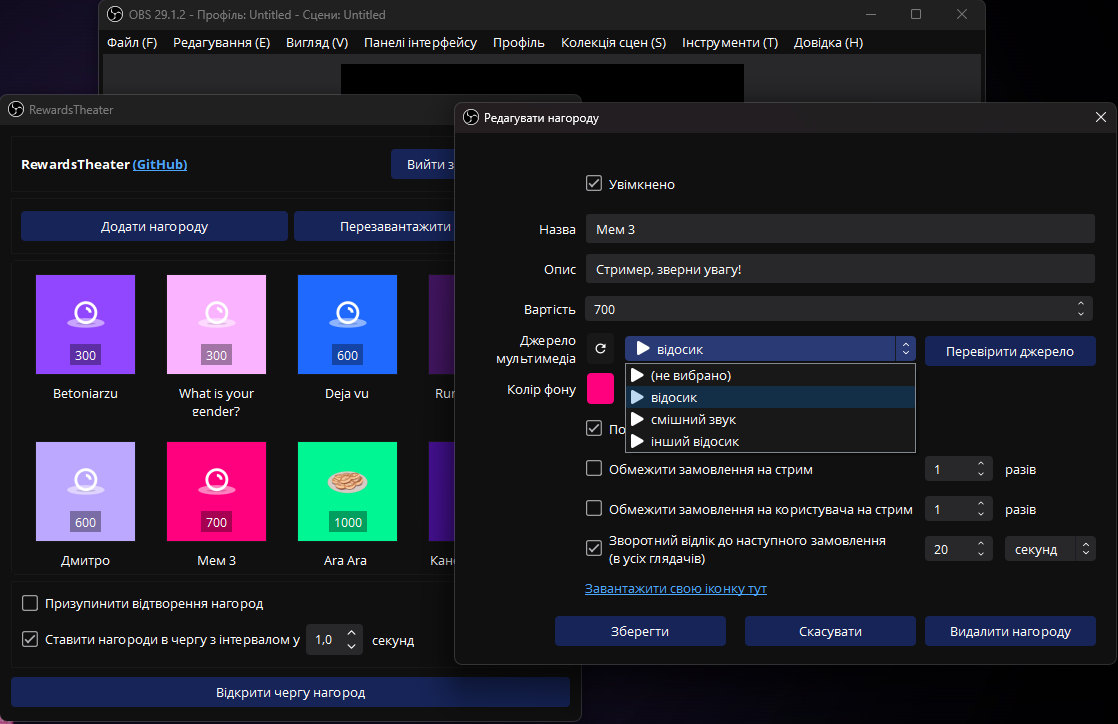 OBS 29.1.2 - Профіль: Untitled - Сцени: Untitled
Файл (F) Редагування (E) Вигляд (V) Панелі інтерфейсу Профіль Колекція сцен (S) Інструменти (T) Довідка (H)
RewardsTheater
RewardsTheater (GitHub)
Вийти з
Додати нагороду
Перезавантажити
300
300
600
Betoniarzu
What is your
gender?
Deja vu
Run
600
700
1000
Дмитро
Мем 3
Ara Ara
Кан
Призупинити відтворення нагород
Ставити нагороди в чергу з інтервалом у 1,0 секунд
Відкрити чергу нагород
Редагувати нагороду
Увімкнено
Назва Мем 3
Опис Стример, зверни увагу!
Вартість 700
Джерело
мультимедіа
відосик
Перевірити джерело
(не вибрано)
відосик
смішний звук
інший відосик
Колір фону
По
Обмежити замовлення на стрим 1 разів
Обмежити замовлення на користувача на стрим 1 разів
Зворотний відлік до наступного замовлення
(в усіх глядачів)
20 секунд
Завантажити свою іконку тут
Зберегти
Скасувати
Видалити нагороду